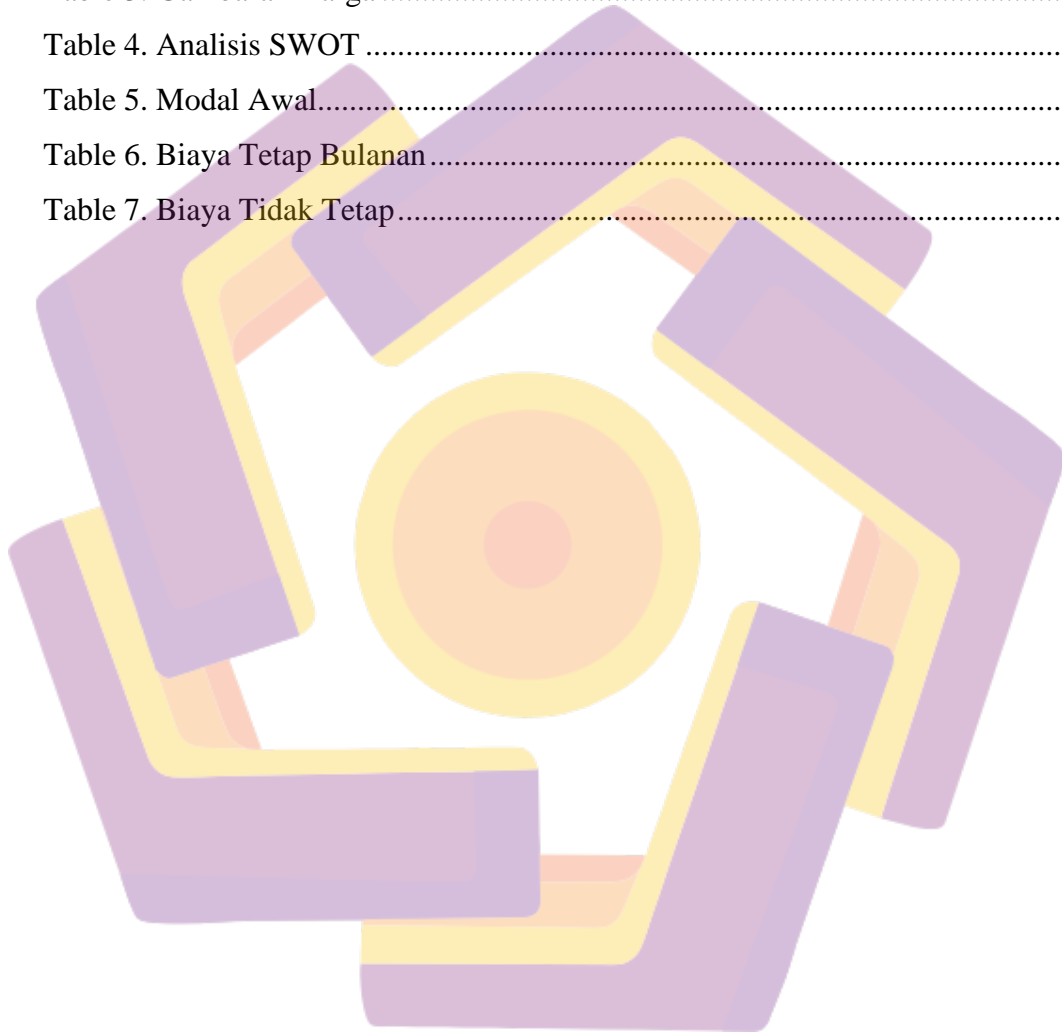 Table 4. Analisis SWOT ..........................................................................................
Table 5. Modal Awal................................................................................................
Table 6. Biaya Tetap Bulanan ..................................................................................
Table 7. Biaya Tidak Tetap......................................................................................